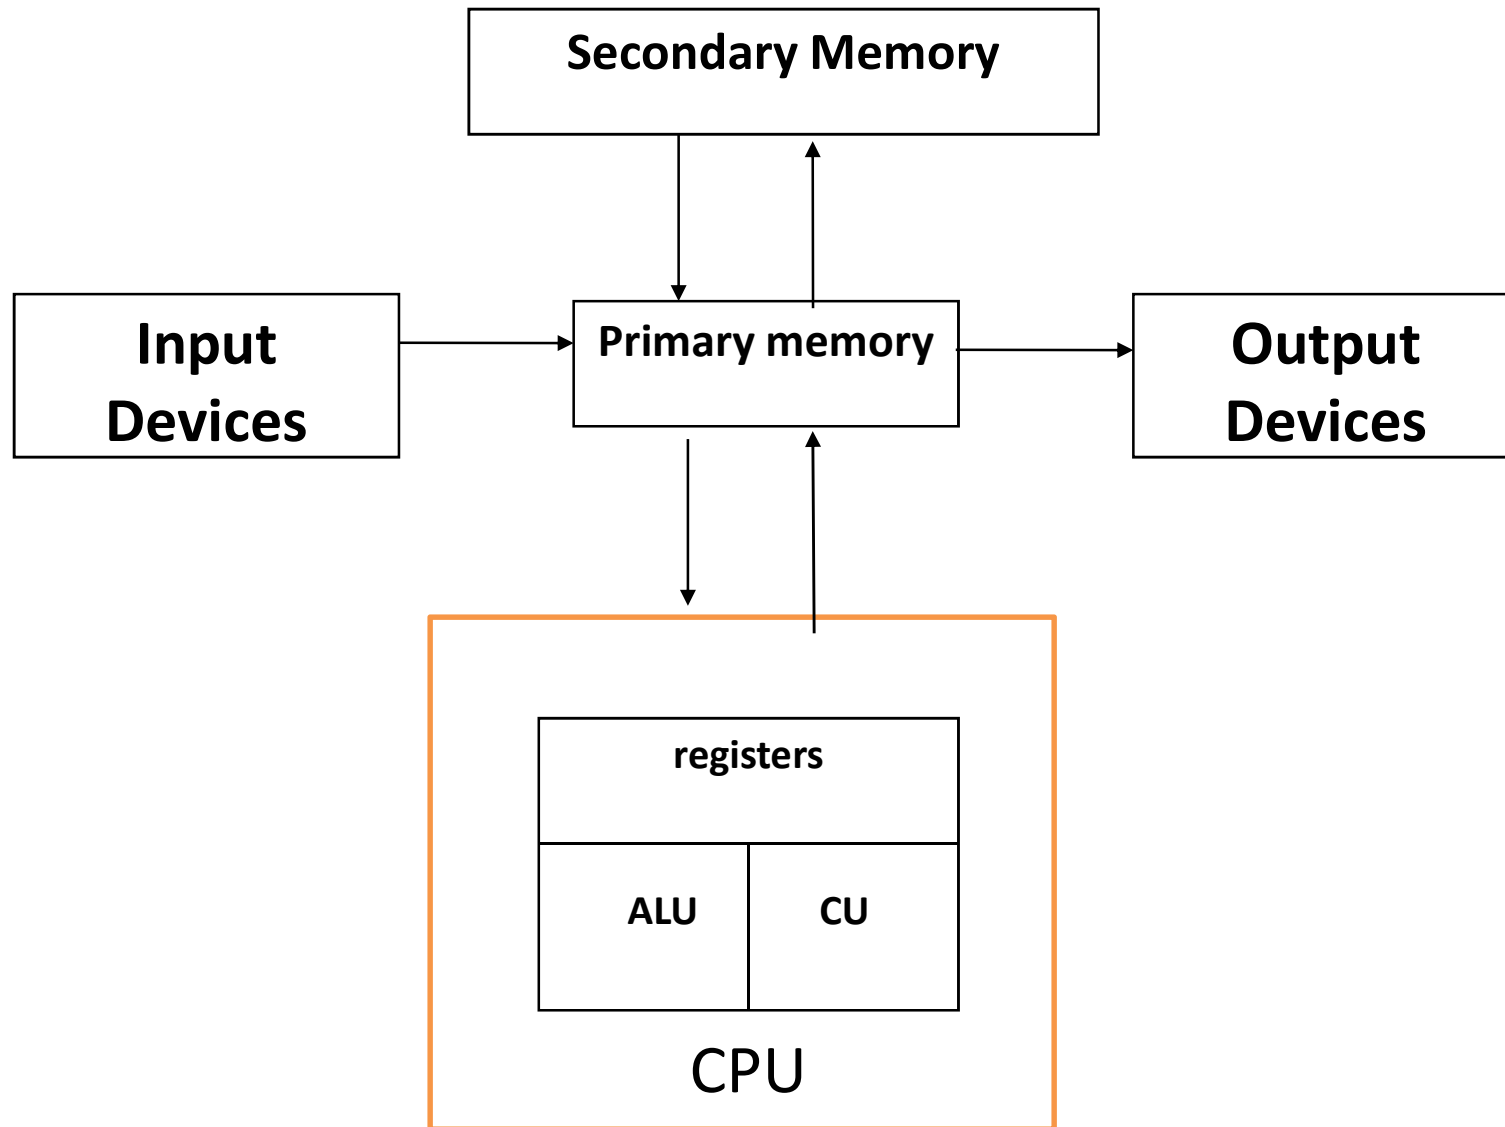 Secondary Memory
Input
Devices
Primary memory
Output
Devices
registers
ALU
CU
CPU